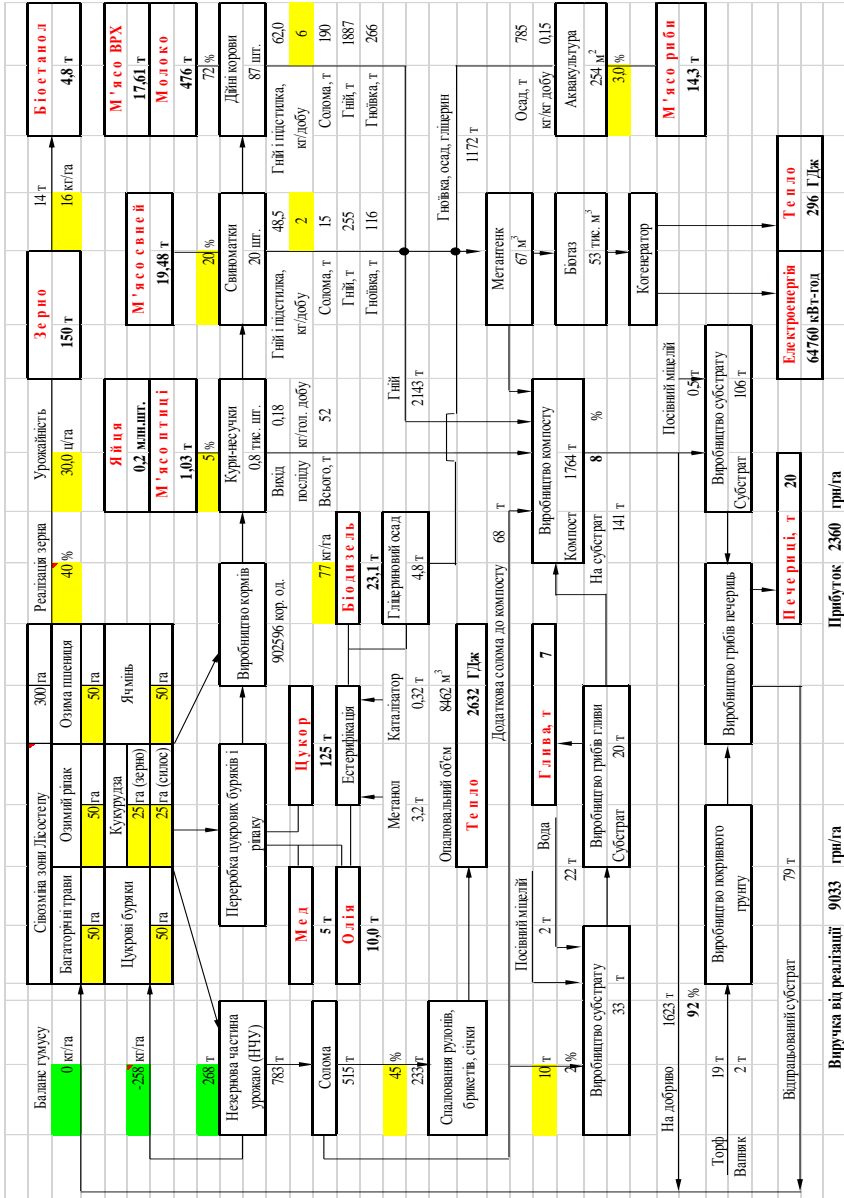 Баланс гумусу
0 кг/га
-258 кг/га
268 т
Сівозміна зони Лісостепу
300 га
Багаторічні трави
50 га
Озимий ріпак
50 га
Озима пшениця
50 га
Цукрові буряки
50 га
Кукурудза
25 га (зерно)
25 га (силос)
Ячмінь
50 га
Реалізація зерна
40 %
Урожайність
30,0 ц/га
Зерно
150 т
14 т
16 кг/га
Біоетанол
4,8 т
Яйця
0,2 млн.шт.
М'ясо птиці
1,03 т
5 %
М'ясо свиней
19,48 т
20 %
М'ясо ВРХ
17,61 т
Молоко
476 т
72 %
Незернова частина
урожаю (НЧУ)
783 т
Переробка цукрових буряків і
ріпаку
Виробництво кормів
902596 кор. од.
Кури-несучки
0,8 тис. шт.
Свиноматки
20 шт.
Дійні корови
87 шт.
Вихід
посліду
0,18
кг/гол. добу
Всього, т
52
Гній і підстилка,
кг/добу
48,5
2
Солома, т
15
Гній, т
255
Гноївка, т
116
Гній і підстилка,
кг/добу
62,0
6
Солома, т
190
Гній, т
1887
Гноївка, т
266
Солома
515 т
45 %
233 т
Мед
5 т
Олія
10,0 т
Цукор
125 т
Естерифікація
77 кг/га
Біодизель
23,1 т
Гліцериновий осад
4,8 т
Метанол
3,2 т
Каталізатор
0,32 т
Гній
2143 т
Гноївка, осад, гліцерин
1172 т
Спалювання рулонів,
брикетів, січки
Опалювальний об'єм
8462 м3
Тепло
2632 ГДж
Додаткова солома до компосту
68 т
Метантенк
67 м3
Осад, т
785
кг/кг добу
0,15
10 т
2 %
Посівний міцелій
2 т
Вода
22 т
Глива, т
7
Виробництво компосту
Компост
1764 т
Біогаз
53 тис. м3
Аквакультура
254 м2
3,0 %
Виробництво субстрату
33 т
Виробництво грибів гливи
Субстрат
20 т
8 %
На субстрат
141 т
Когенератор
М'ясо риби
14,3 т
На добриво
1623 т
92 %
Посівний міцелій
0,5 т
Торф
19 т
Вапняк
2 т
Виробництво покривного
грунту
Виробництво грибів печериць
Виробництво субстрату
Субстрат
106 т
Електроенергія
64760 кВт-год
Тепло
296 ГДж
Відпрацьований субстрат
79 т
Печериці, т
20
Виручка від реалізації 9033 грн/га
Прибуток 2360 грн/га